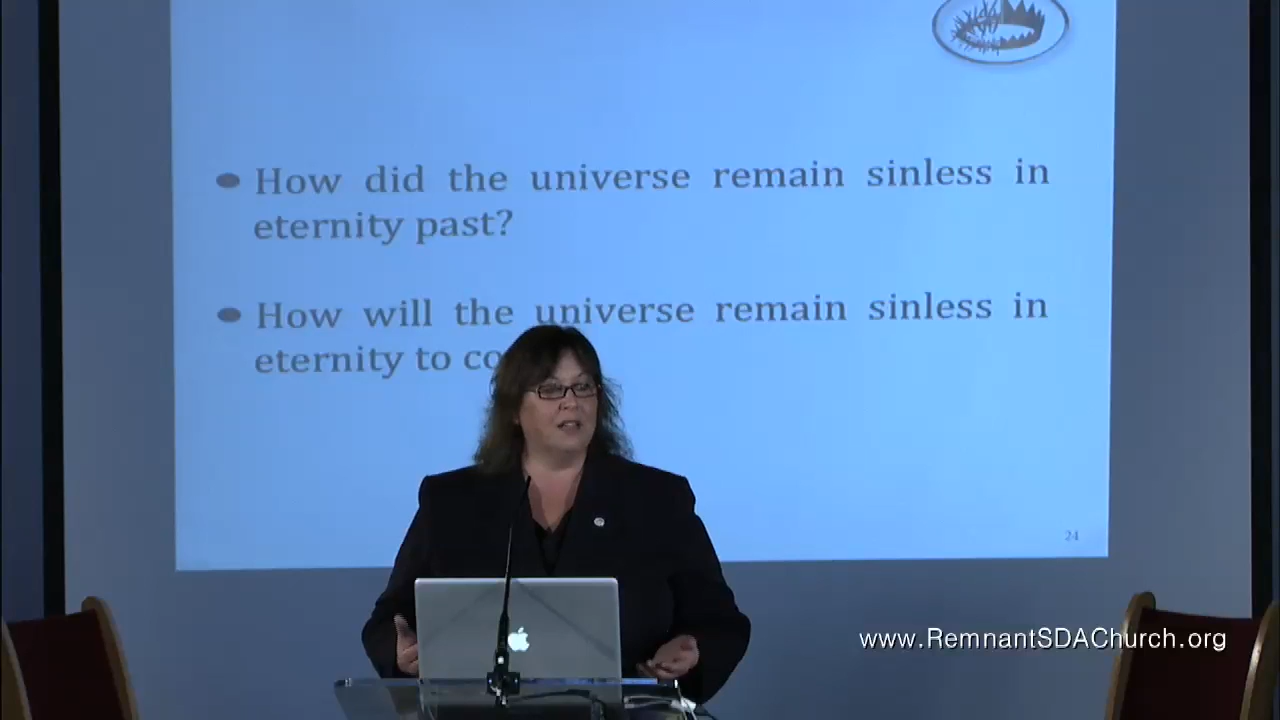 • How did the universe remain sinless in
eternity past?
• How will the universe remain sinless in
eternity to
24
www.RemnantSDAChurch.org